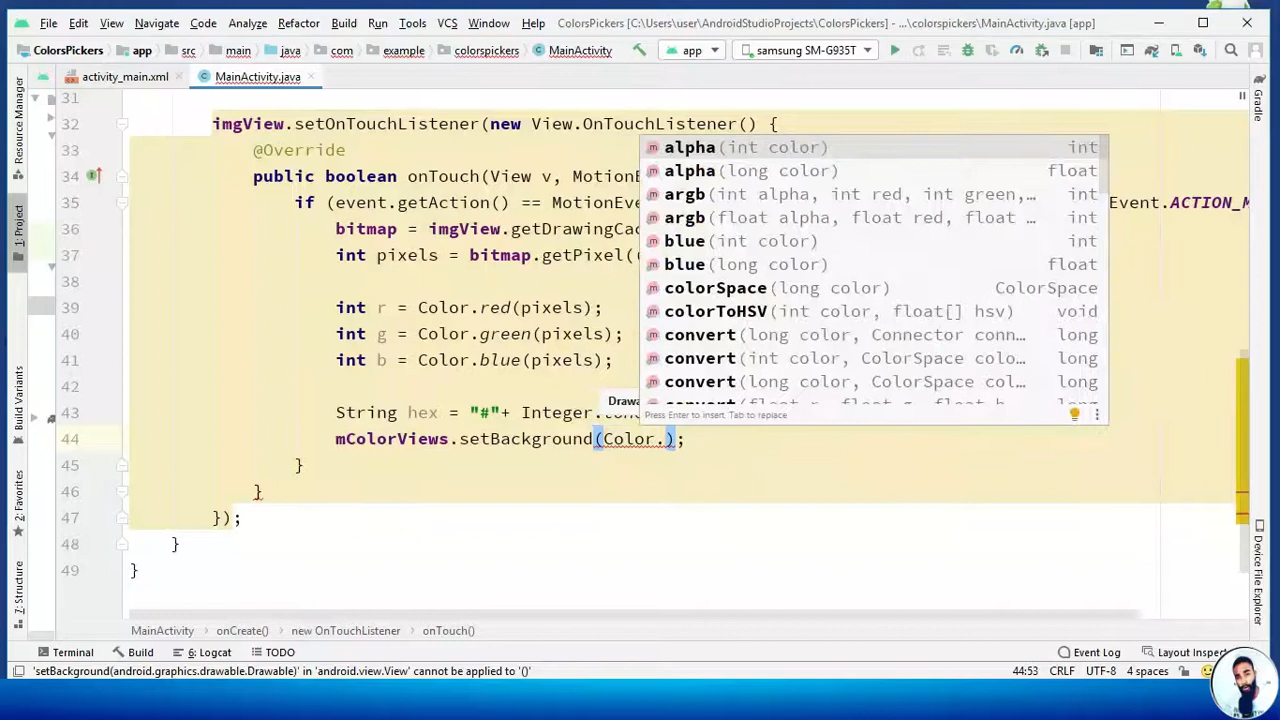 File Edit View Navigate Code Analyze Refactor Build Run Tools VCS Window Help ColorsPickers [C:\Users\user\AndroidStudioProjects\ColorsPickers] - ...\colorspickers\MainActivity.java [app]
ColorsPickers app src main java com example colorspickers MainActivity app samsung SM-G935T
activity_main.xml MainActivity.java
31
32 imgView.setOnTouchListener(new View.OnTouchListener() {
33 @Override
34 public boolean onTouch(View v, MotionE
35 if (event.getAction() == MotionEve Event.ACTION_M
36 bitmap = imgView.getDrawingCa
37 int pixels = bitmap.getPixel(
38
39 int r = Color.red(pixels);
40 int g = Color.green(pixels);
41 int b = Color.blue(pixels);
42
43 String hex = "#"+ Integer.
44 mColorViews.setBackground(Color.);
45 }
46 }
47 });
48 }
49 }
alpha(int color) int
alpha(long color) float
argb(int alpha, int red, int green,… int
argb(float alpha, float red, float … int
blue(int color) int
blue(long color) float
colorSpace(long color) ColorSpace
colorToHSV(int color, float[] hsv) void
convert(long color, Connector conn… long
convert(int color, ColorSpace colo… long
convert(long color, ColorSpace col… long
Drawa
Press Enter to insert, Tab to replace
Resource Manager
1: Project
Build Variants
2: Favorites
7: Structure
Gradle
Device File Explorer
MainActivity onCreate() new OnTouchListener onTouch()
Terminal Build 6: Logcat TODO Event Log Layout Inspec
'setBackground(android.graphics.drawable.Drawable)' in 'android.view.View' cannot be applied to '()' 44:53 CRLF UTF-8 4 spaces